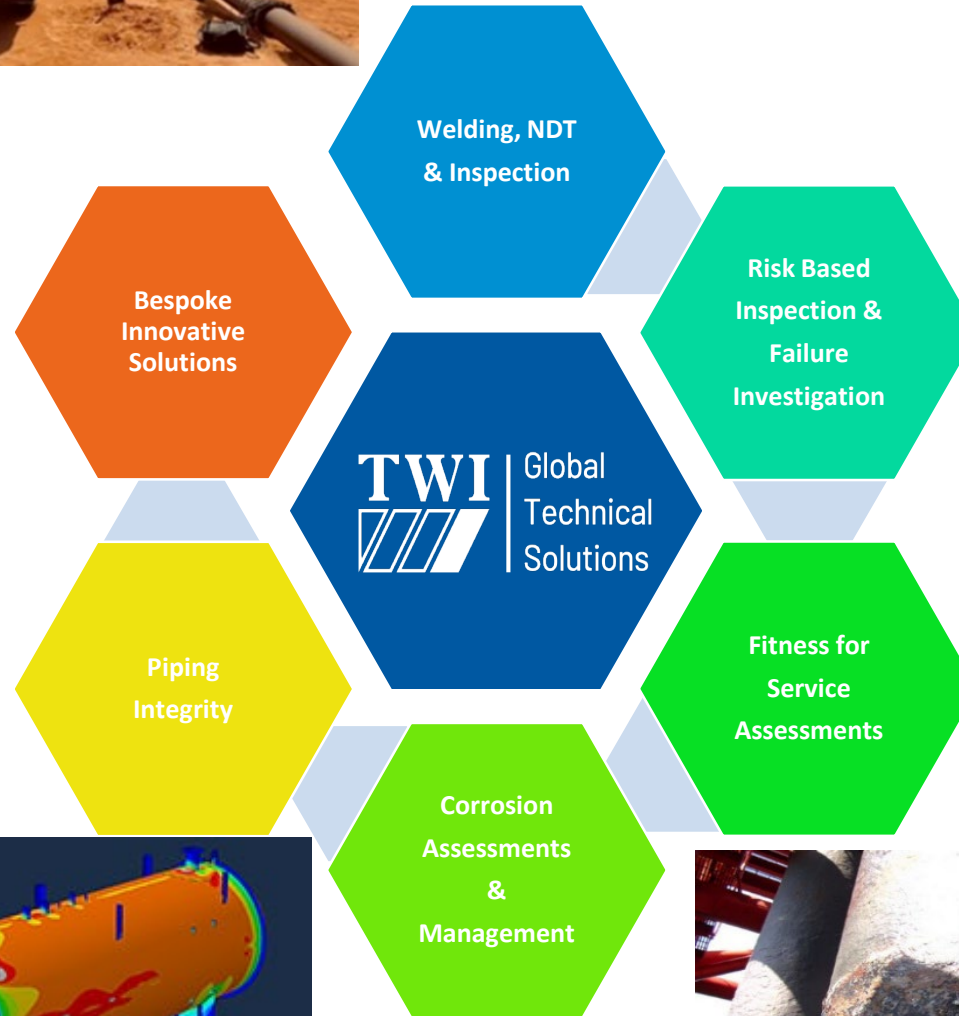 Welding, NDT
& Inspection
Risk Based
Inspection &
Failure
Investigation
Bespoke
Innovative
Solutions
TWI
Global
Technical
Solutions
Fitness for
Service
Assessments
Piping
Integrity
Corrosion
Assessments
&
Management